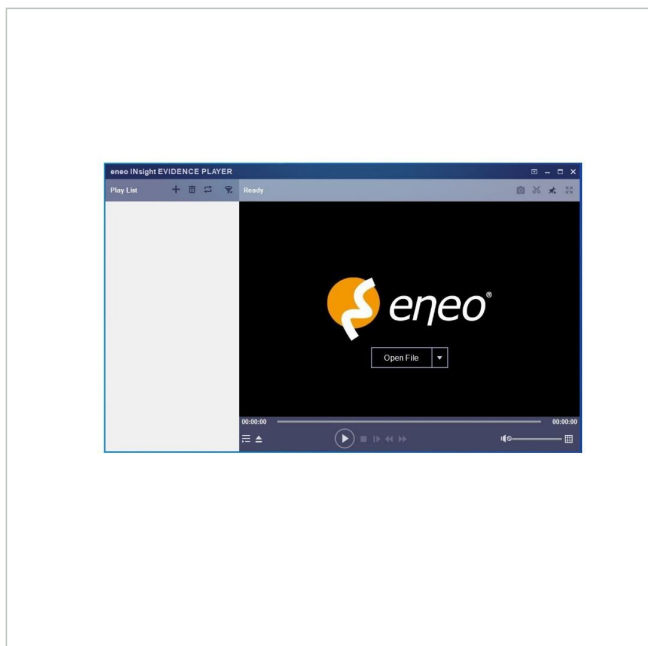 eneo INsight EVIDENCE PLAYER
Play List
Ready
eneo®
Open File
00:00:00
00:00:00